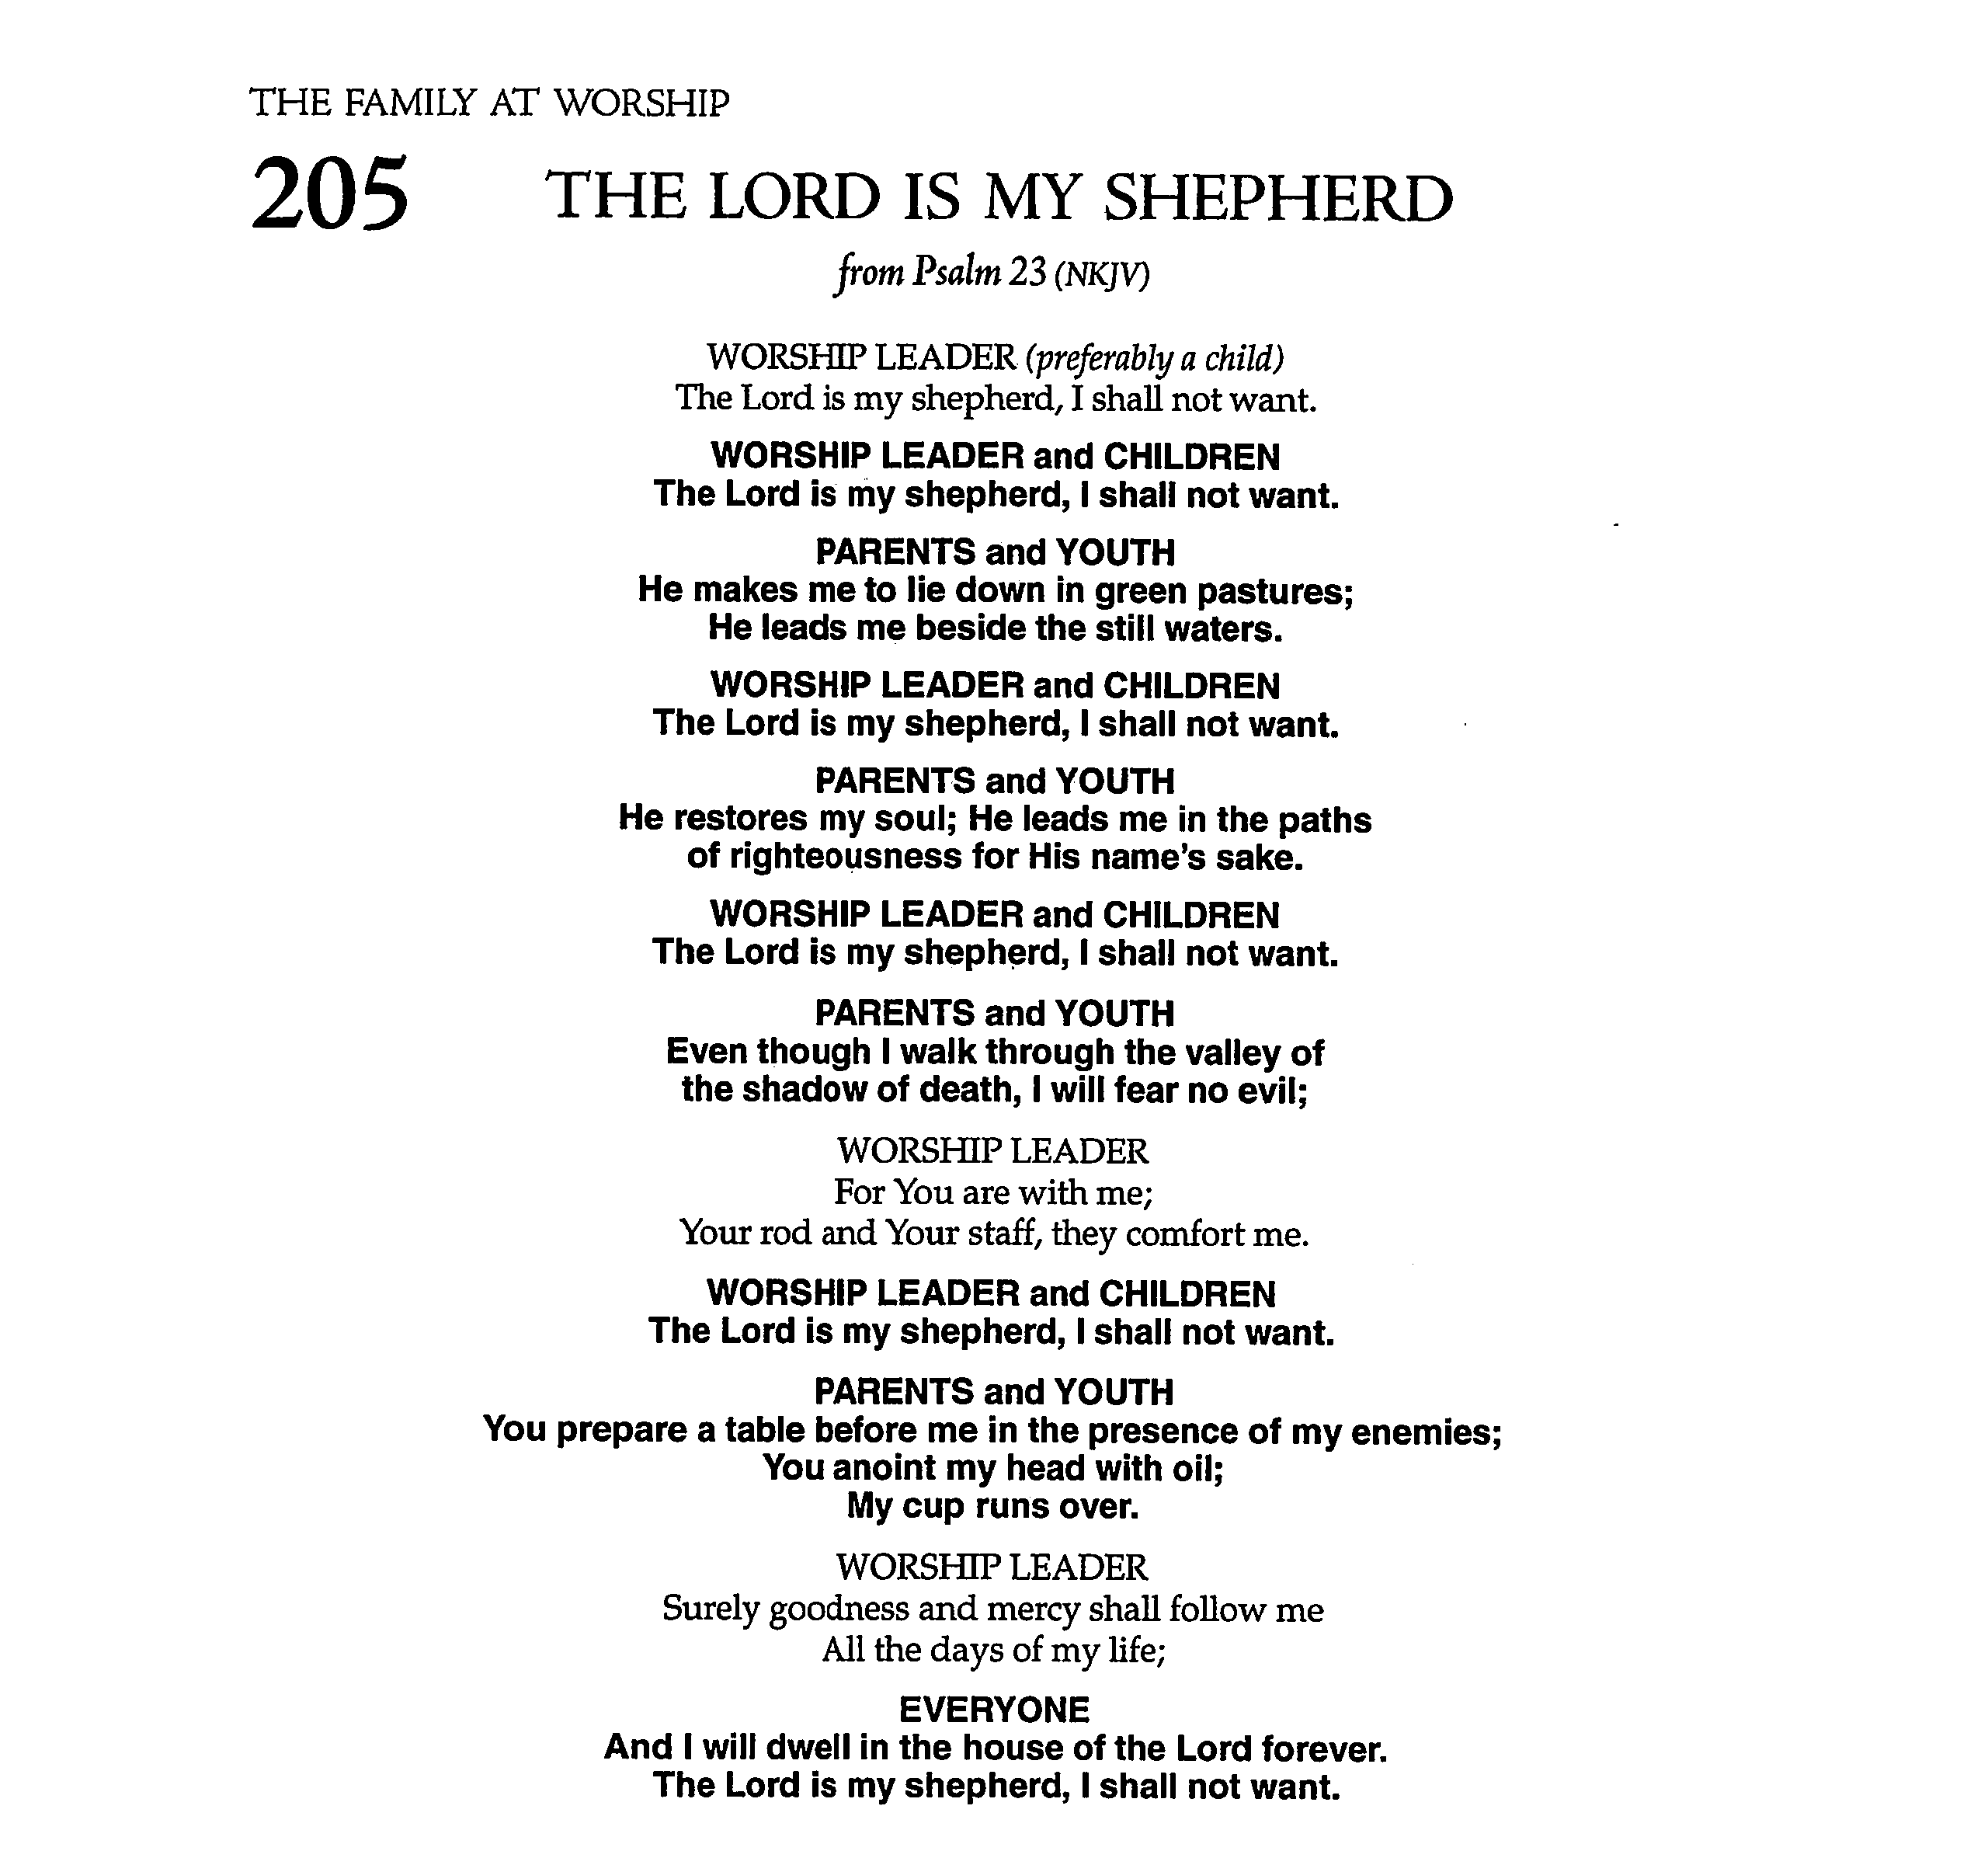 THE FAMILY AT WORSHIP
205 THE LORD IS MY SHEPHERD
from Psalm 23 (NKJV)
WORSHIP LEADER (preferably a child)
The Lord is my shepherd, I shall not want.
WORSHIP LEADER and CHILDREN
The Lord is my shepherd, I shall not want.
PARENTS and YOUTH
He makes me to lie down in green pastures;
He leads me beside the still waters.
WORSHIP LEADER and CHILDREN
The Lord is my shepherd, I shall not want.
PARENTS and YOUTH
He restores my soul; He leads me in the paths
of righteousness for His name's sake.
WORSHIP LEADER and CHILDREN
The Lord is my shepherd, I shall not want.
PARENTS and YOUTH
Even though I walk through the valley of
the shadow of death, I will fear no evil;
WORSHIP LEADER
For You are with me;
Your rod and Your staff, they comfort me.
WORSHIP LEADER and CHILDREN
The Lord is my shepherd, I shall not want.
PARENTS and YOUTH
You prepare a table before me in the presence of my enemies;
You anoint my head with oil;
My cup runs over.
WORSHIP LEADER
Surely goodness and mercy shall follow me
All the days of my life;
EVERYONE
And I will dwell in the house of the Lord forever.
The Lord is my shepherd, I shall not want.